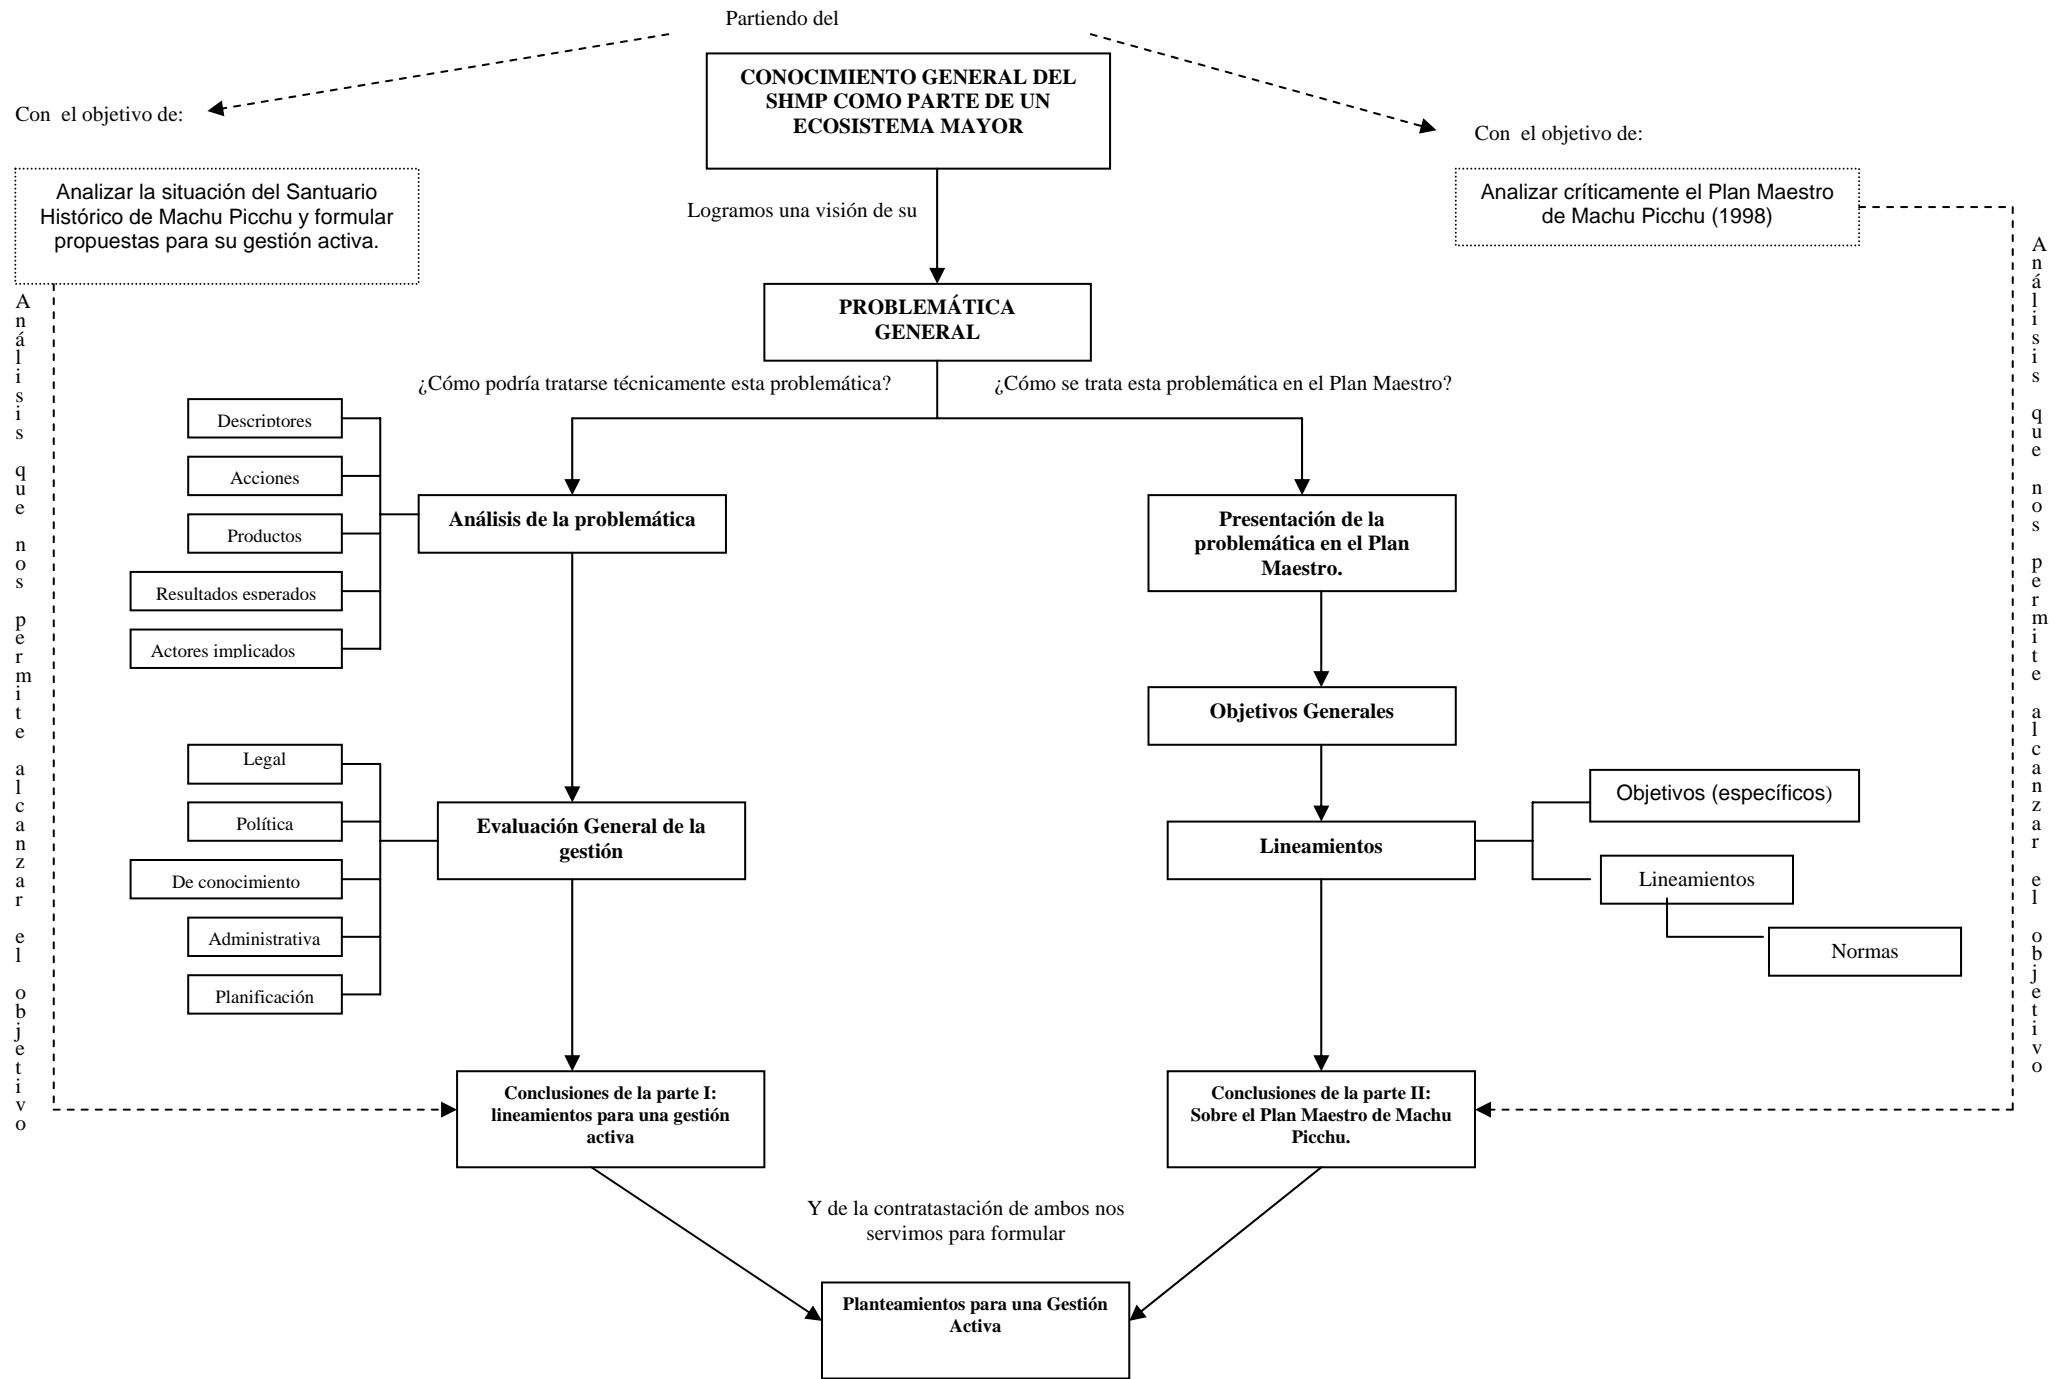 Partiendo del
CONOCIMIENTO GENERAL DEL
SHMP COMO PARTE DE UN
ECOSISTEMA MAYOR
Con el objetivo de:
Con el objetivo de:
Analizar la situación del Santuario
Histórico de Machu Picchu y formular
propuestas para su gestión activa.
Analizar críticamente el Plan Maestro
de Machu Picchu (1998)
Logramos una visión de su
PROBLEMÁTICA
GENERAL
¿Cómo podría tratarse técnicamente esta problemática?
¿Cómo se trata esta problemática en el Plan Maestro?
Análisis que nos permite alcanzar el objetivo
Análisis que nos permite alcanzar el objetivo
Descriptores
Acciones
Productos
Resultados esperados
Actores implicados
Análisis de la problemática
Presentación de la
problemática en el Plan
Maestro.
Objetivos Generales
Legal
Política
De conocimiento
Administrativa
Planificación
Evaluación General de la
gestión
Lineamientos
Objetivos (específicos)
Lineamientos
Normas
Conclusiones de la parte I:
lineamientos para una gestión
activa
Conclusiones de la parte II:
Sobre el Plan Maestro de Machu
Picchu.
Y de la contratastación de ambos nos
servimos para formular
Planteamientos para una Gestión
Activa